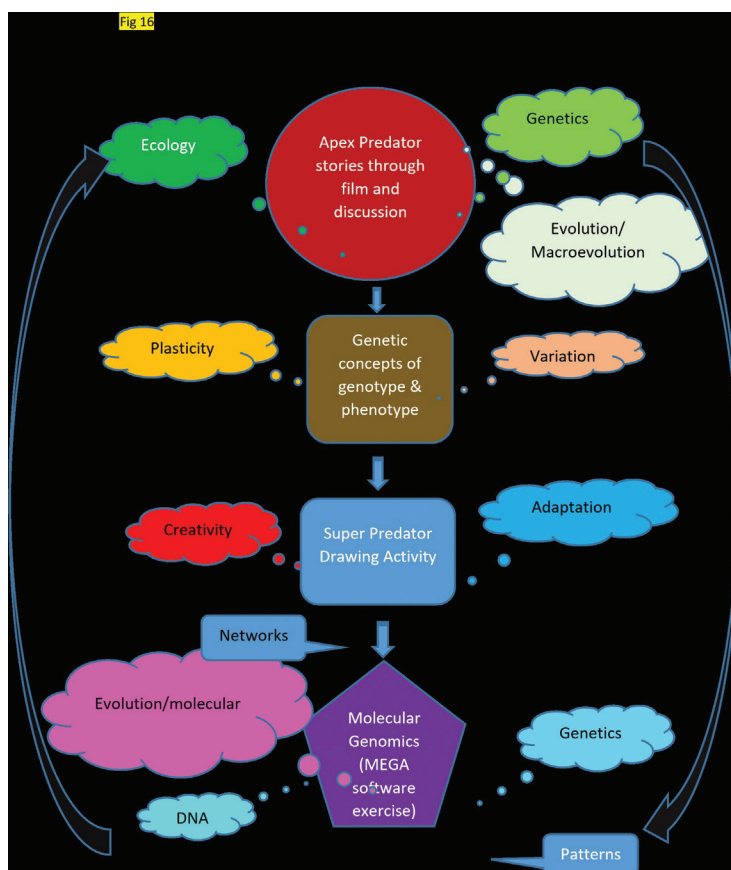 Fig 16
Ecology
Apex Predator
stories through
film and
discussion
Genetics
Evolution/
Macroevolution
Plasticity
Genetic
concepts of
genotype &
phenotype
Variation
Creativity
Super Predator
Drawing Activity
Adaptation
Networks
Evolution/molecular
Molecular
Genomics
(MEGA
software
exercise)
Genetics
DNA
Patterns